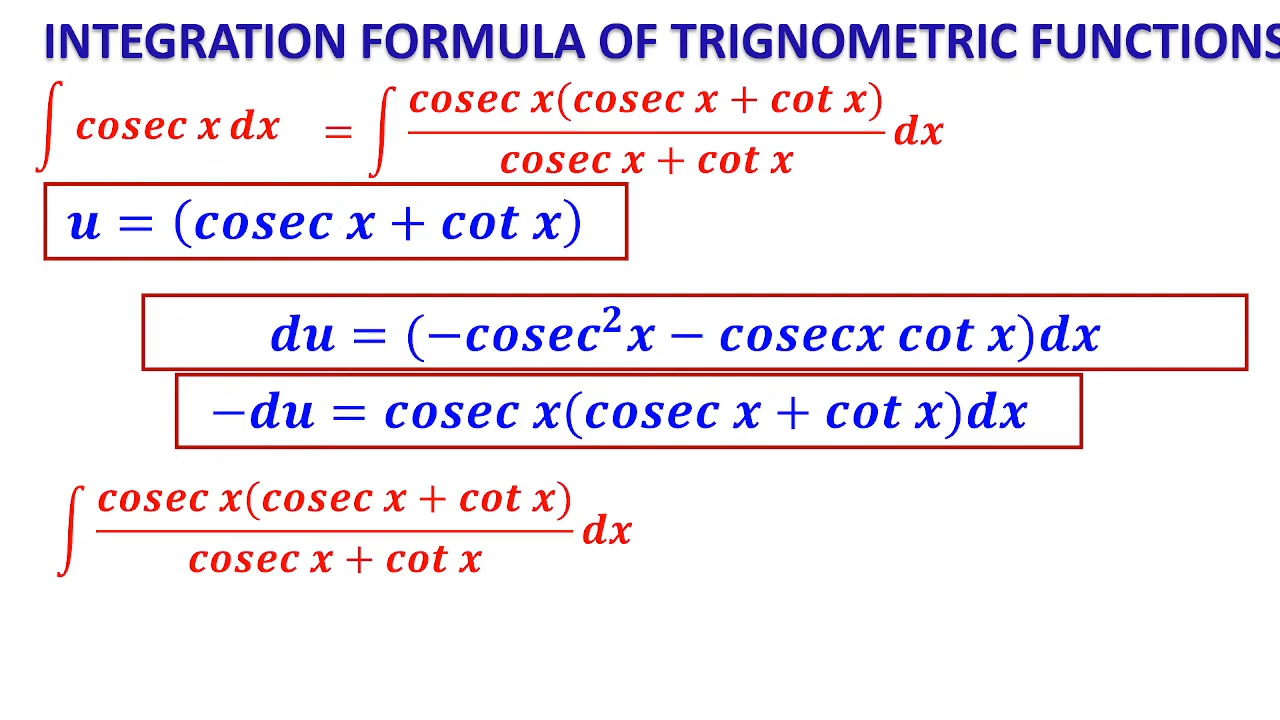 INTEGRATION FORMULA OF TRIGNOMETRIC FUNCTIONS
∫ cosec x dx = ∫ cosec x(cosec x + cot x) / cosec x + cot x dx
u = (cosec x + cot x)
du = (−cosec²x − cosecx cot x)dx
−du = cosec x(cosec x + cot x)dx
∫ cosec x(cosec x + cot x) / cosec x + cot x dx